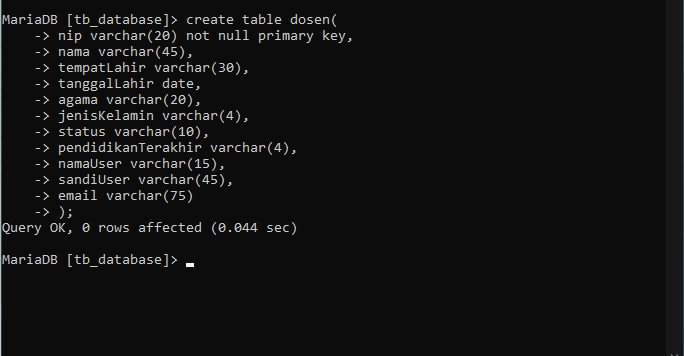 MariaDB [tb_database]> create table dosen(
-> nip varchar(20) not null primary key,
-> nama varchar(45),
-> tempatLahir varchar(30),
-> tanggalLahir date,
-> agama varchar(20),
-> jenisKelamin varchar(4),
-> status varchar(10),
-> pendidikanTerakhir varchar(4),
-> namaUser varchar(15),
-> sandiUser varchar(45),
-> email varchar(75)
-> );
Query OK, 0 rows affected (0.044 sec)
MariaDB [tb_database]>